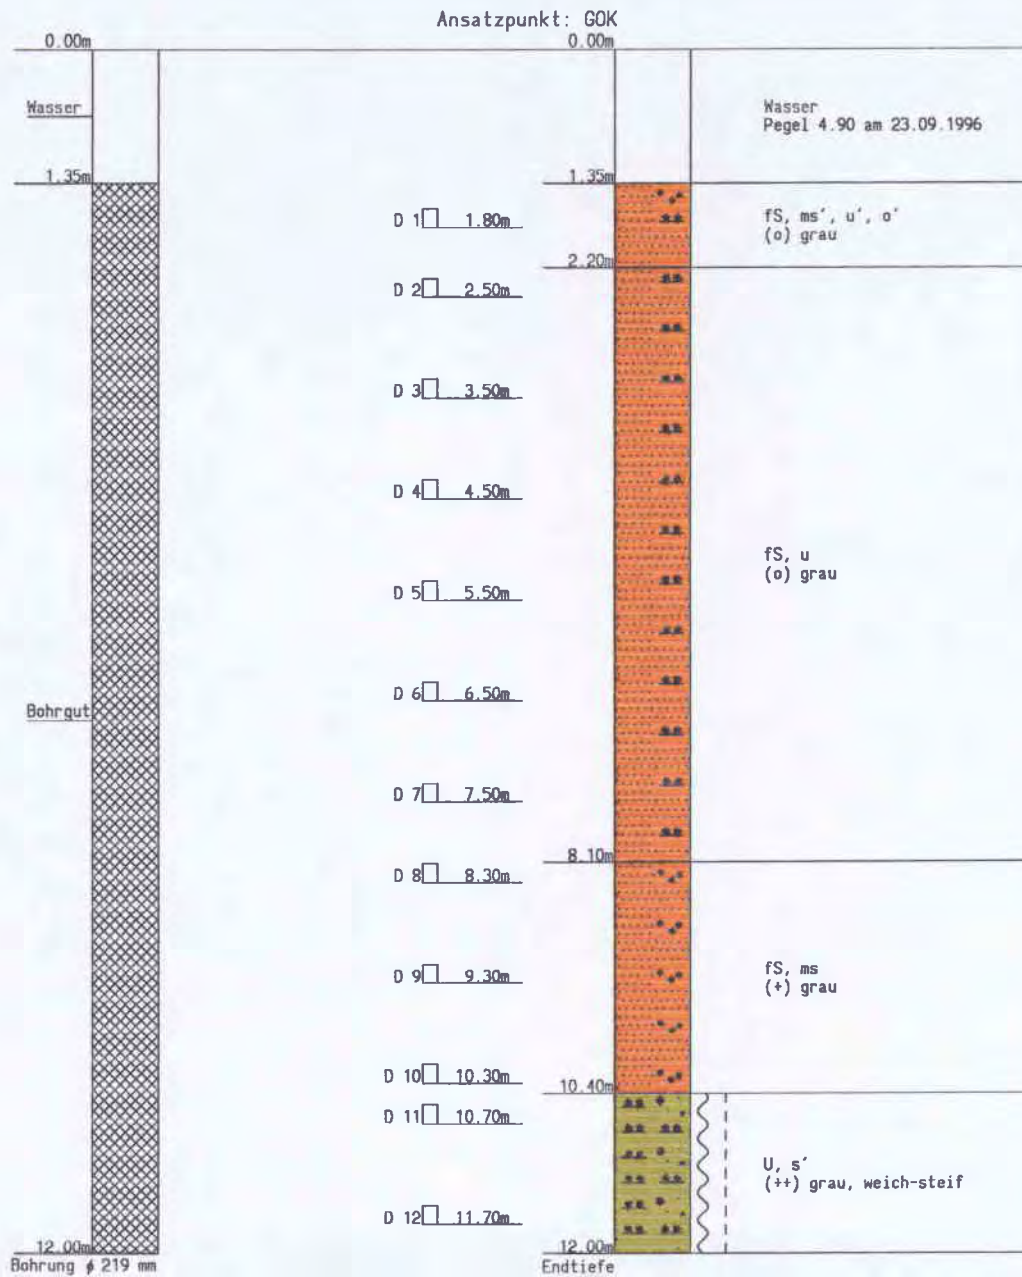 Ansatzpunkt: GOK
0.00m
0.00m
Wasser
Wasser
Pegel 4.90 am 23.09.1996
1.35m
1.35m
D 1 1.80m
fS, ms´, u´, o´
(o) grau
2.20m
D 2 2.50m
D 3 3.50m
D 4 4.50m
D 5 5.50m
fS, u
(o) grau
D 6 6.50m
Bohrgut
D 7 7.50m
8.10m
D 8 8.30m
D 9 9.30m
fS, ms
(+) grau
D 10 10.30m
10.40m
D 11 10.70m
U, s´
(++) grau, weich-steif
D 12 11.70m
12.00m
12.00m
Bohrung ϕ 219 mm
Endtiefe